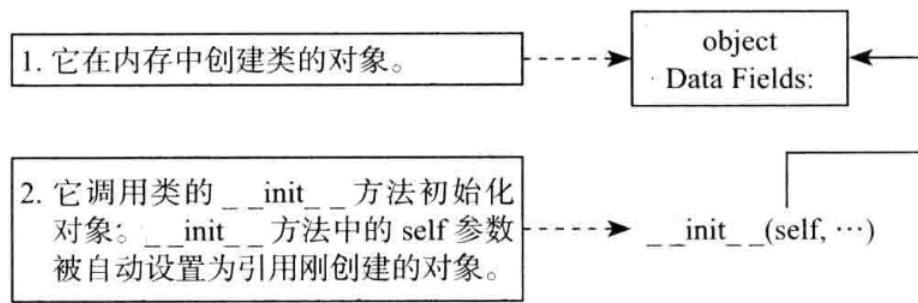 1. 它在内存中创建类的对象。
object
Data Fields:
2. 它调用类的 _ _init_ _ 方法初始化
对象。_ _init_ _ 方法中的 self 参数
被自动设置为引用刚创建的对象。
_ _init_ _(self, …)